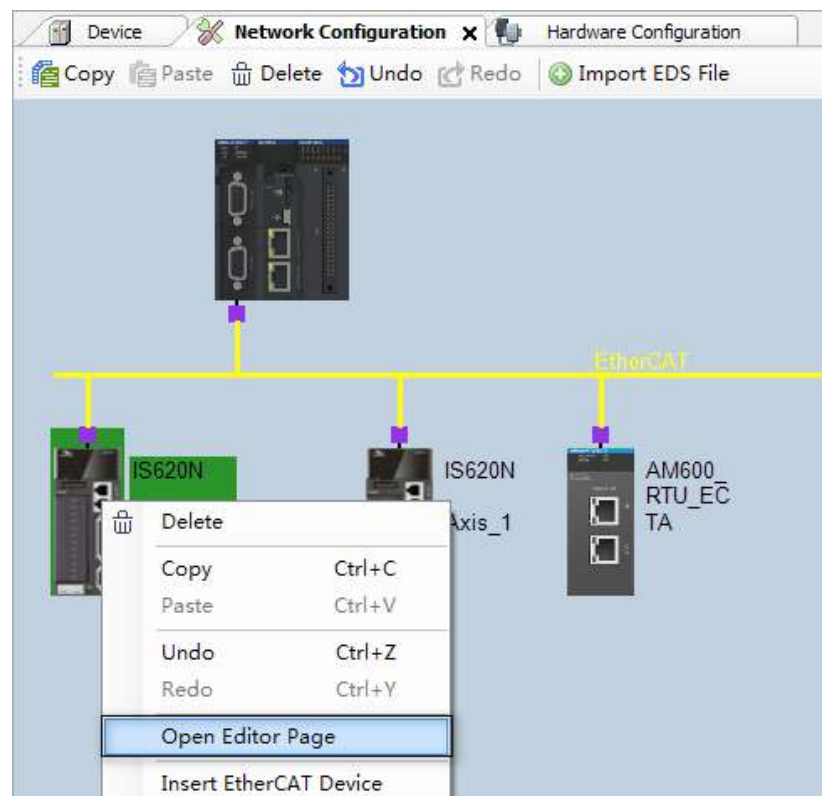 Device Network Configuration Hardware Configuration
Copy Paste Delete Undo Redo Import EDS File
EtherCAT
IS620N IS620N AM600_
RTU_EC
Axis_1 TA
Delete
Copy Ctrl+C
Paste Ctrl+V
Undo Ctrl+Z
Redo Ctrl+Y
Open Editor Page
Insert EtherCAT Device